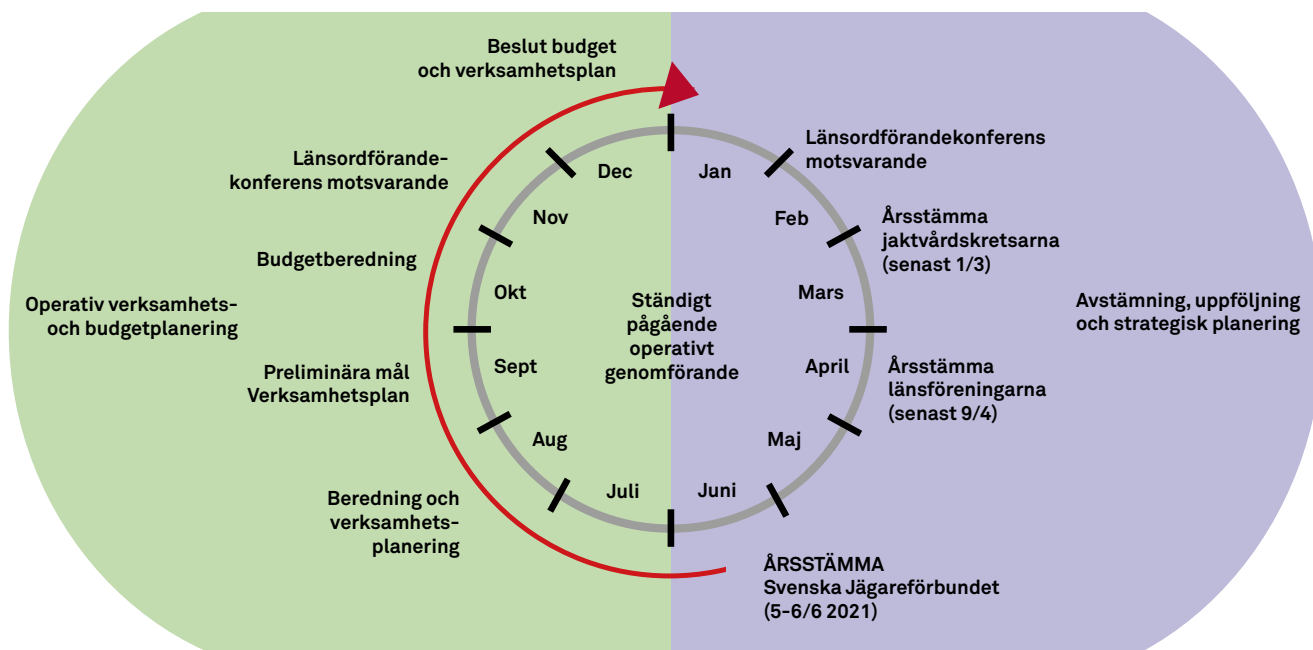 Beslut budget
och verksamhetsplan
Länsordförande-
konferens motsvarande
Budgetberedning
Operativ verksamhets-
och budgetplanering
Preliminära mål
Verksamhetsplan
Beredning och
verksamhets-
planering
Dec
Jan
Nov
Feb
Okt
Mars
Ständigt
pågående
operativt
genomförande
Sept
April
Aug
Maj
Juli
Juni
Länsordförandekonferens
motsvarande
Årsstämma
jaktvårdskretsarna
(senast 1/3)
Avstämning, uppföljning
och strategisk planering
Årsstämma
länsföreningarna
(senast 9/4)
ÅRSSTÄMMA
Svenska Jägareförbundet
(5-6/6 2021)